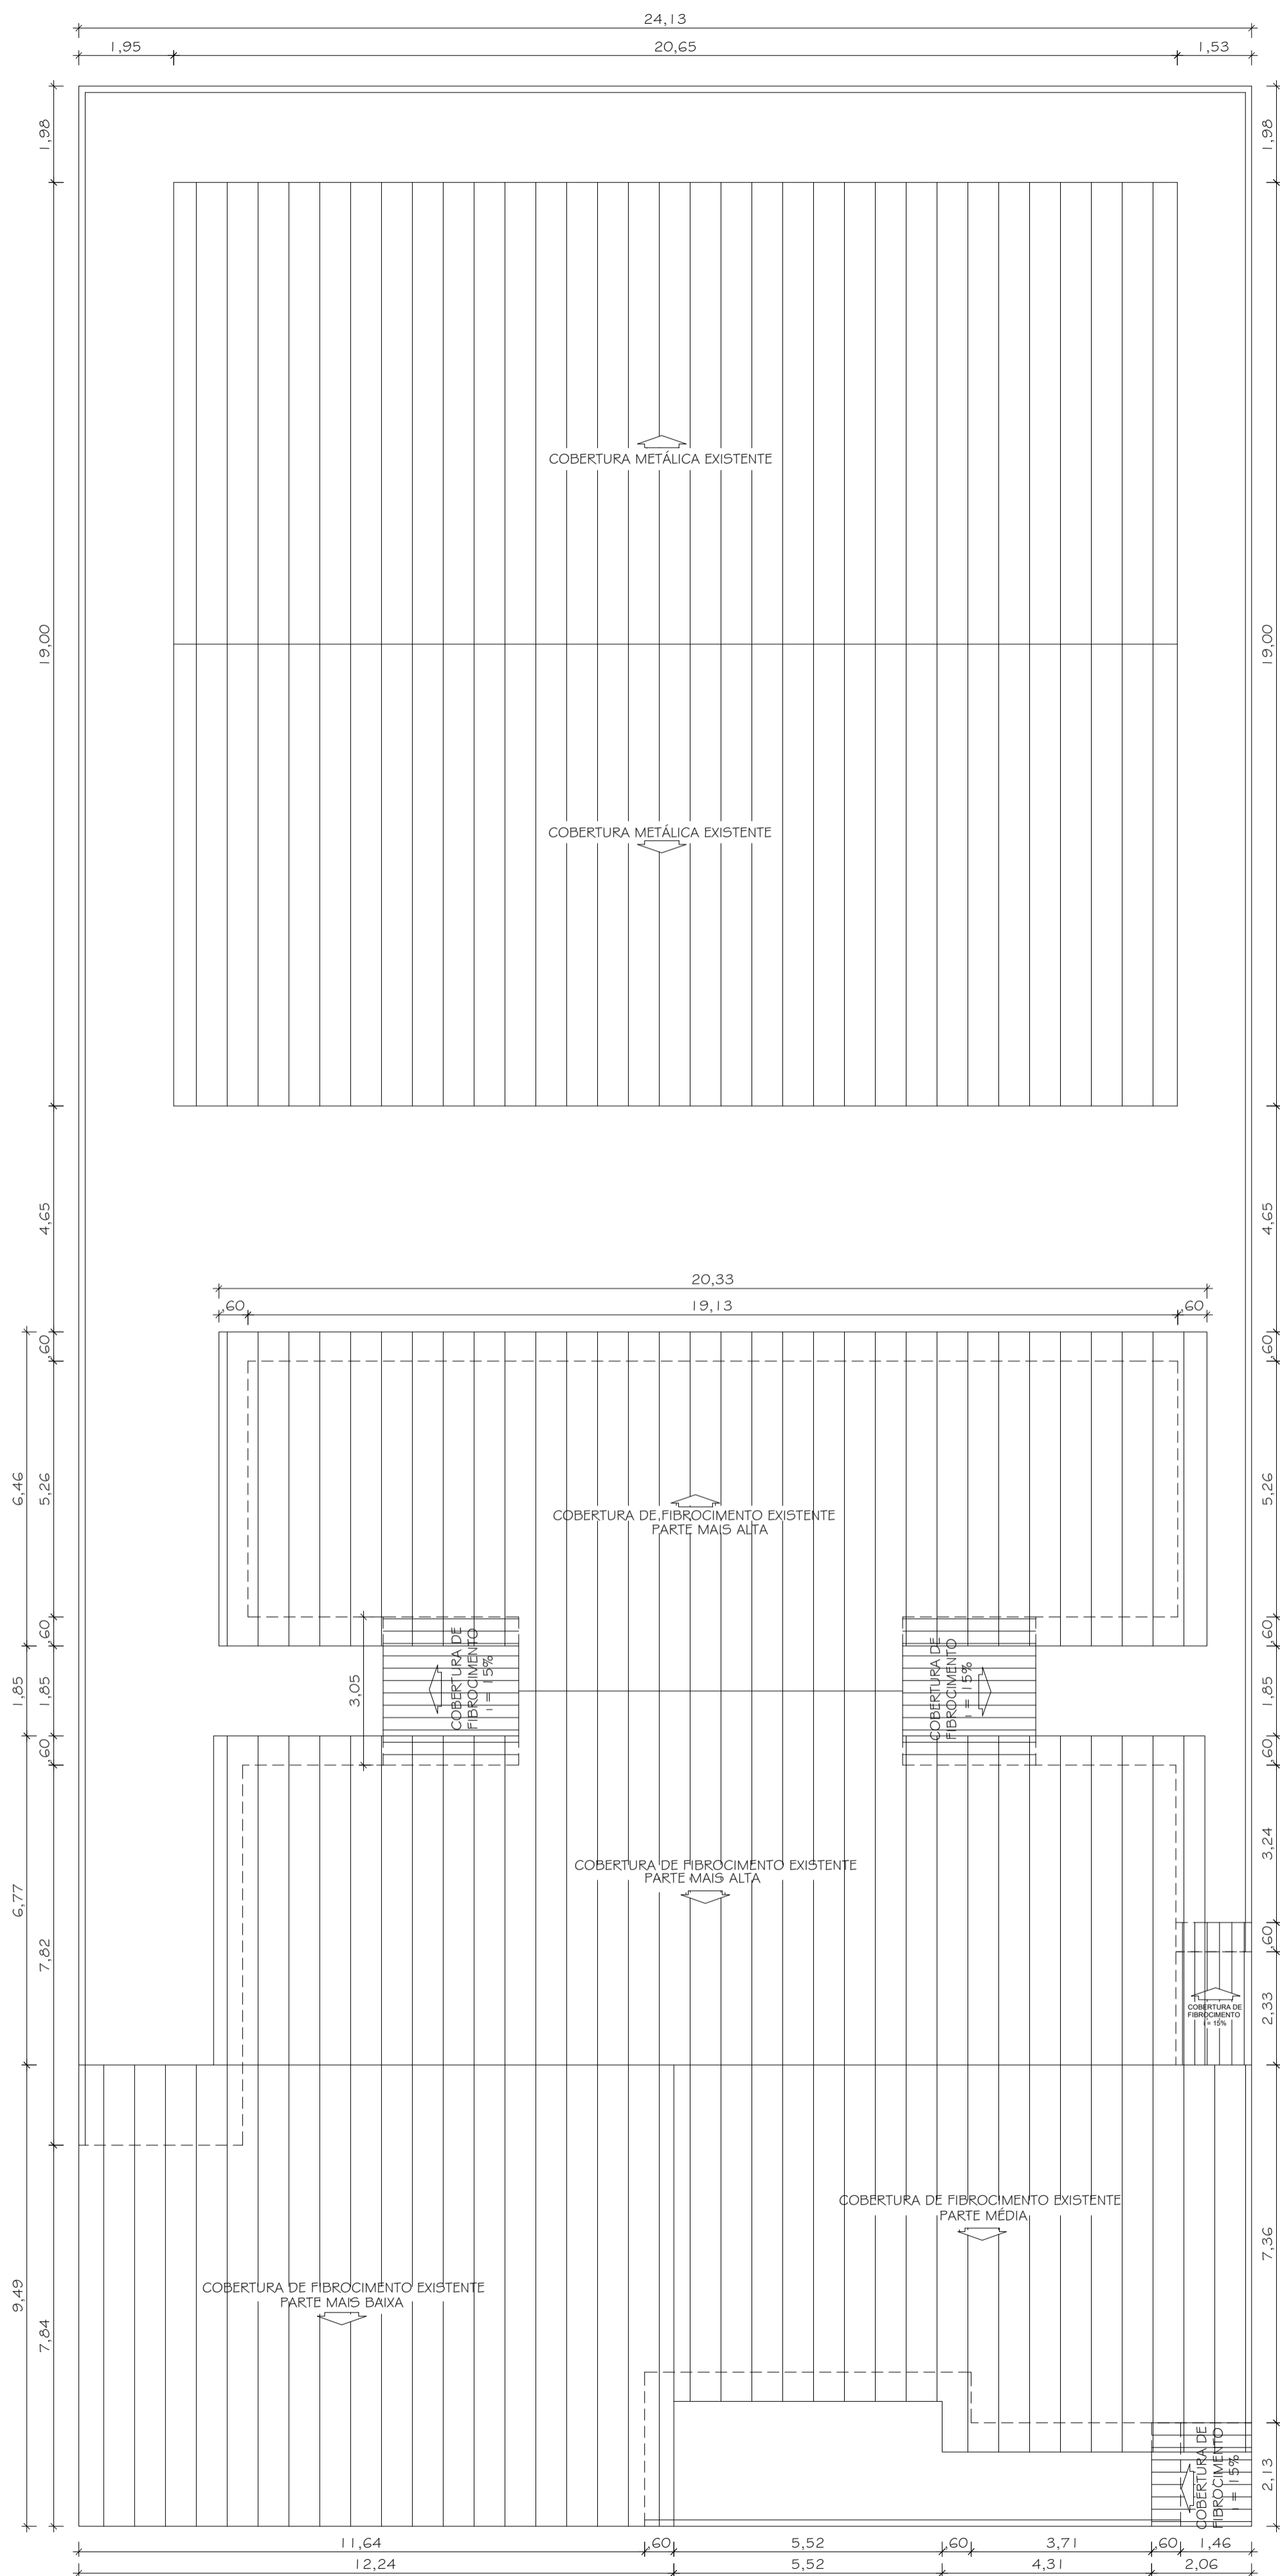 24,13
1,95
20,65
1,53
1,98
1,98
COBERTURA METÁLICA EXISTENTE
19,00
19,00
COBERTURA METÁLICA EXISTENTE
4,65
4,65
20,33
,60
19,13
,60
,60
,60
6,46
5,26
5,26
COBERTURA DE FIBROCIMENTO EXISTENTE
PARTE MAIS ALTA
,60
,60
1,85
1,85
3,05
COBERTURA DE
FIBROCIMENTO
i = 15%
COBERTURA DE
FIBROCIMENTO
i = 15%
1,85
,60
,60
3,24
COBERTURA DE FIBROCIMENTO EXISTENTE
PARTE MAIS ALTA
6,77
7,82
,60
2,33
COBERTURA DE
FIBROCIMENTO
i = 15%
COBERTURA DE FIBROCIMENTO EXISTENTE
PARTE MÉDIA
7,36
9,49
7,84
COBERTURA DE FIBROCIMENTO EXISTENTE
PARTE MAIS BAIXA
COBERTURA DE
FIBROCIMENTO
i = 15%
2,13
11,64
,60
5,52
,60
3,71
,60
1,46
12,24
5,52
4,31
2,06